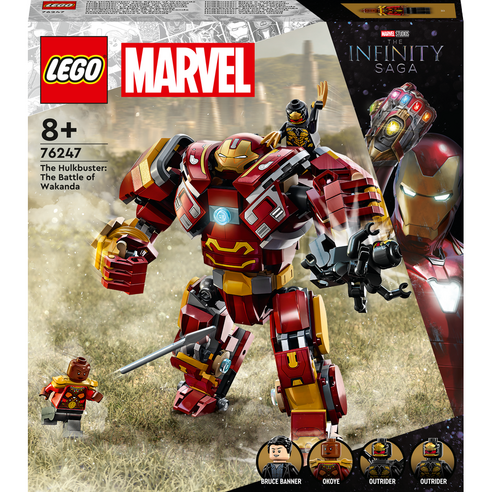 76247
MARVEL STUDIOS
THE
INFINITY
SAGA
LEGO
MARVEL
8+
76247
The Hulkbuster:
The Battle of
Wakanda
BRUCE BANNER
OKOYE
OUTRIDER
OUTRIDER